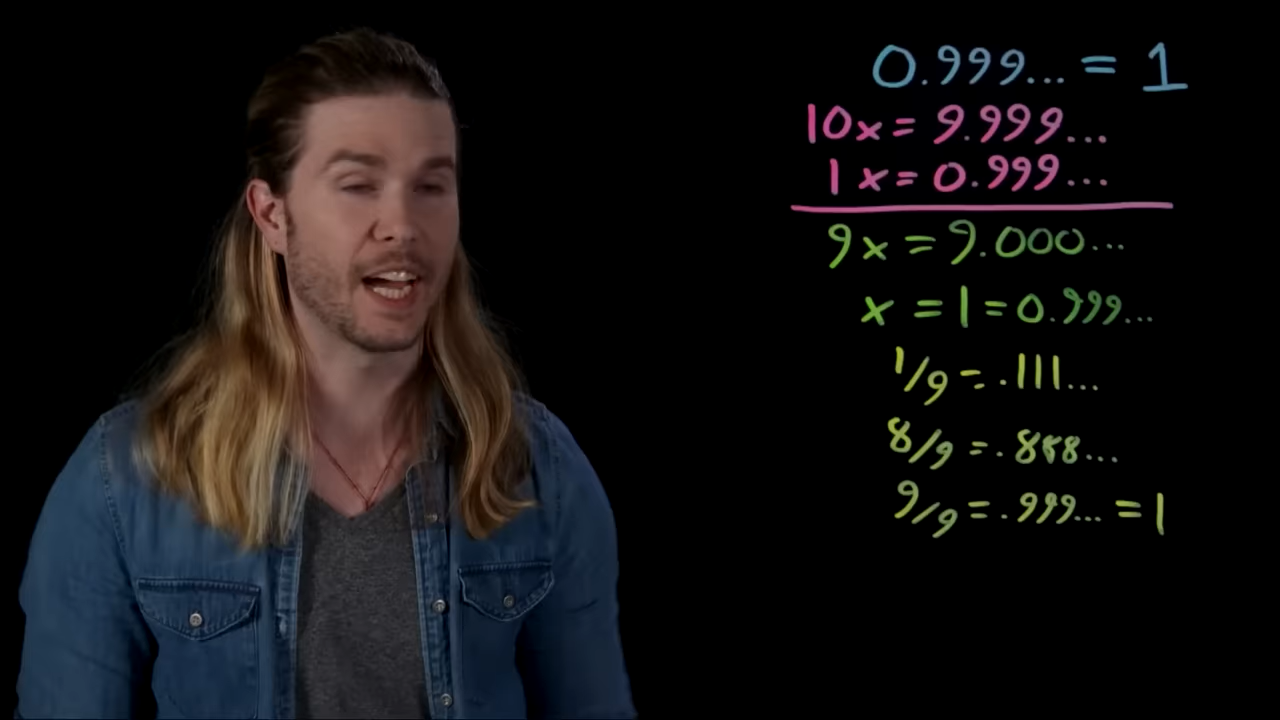 0.999... = 1
10x = 9.999...
1x = 0.999...
9x = 9.000...
x = 1 = 0.999...
1/9 = .111...
8/9 = .888...
9/9 = .999... = 1